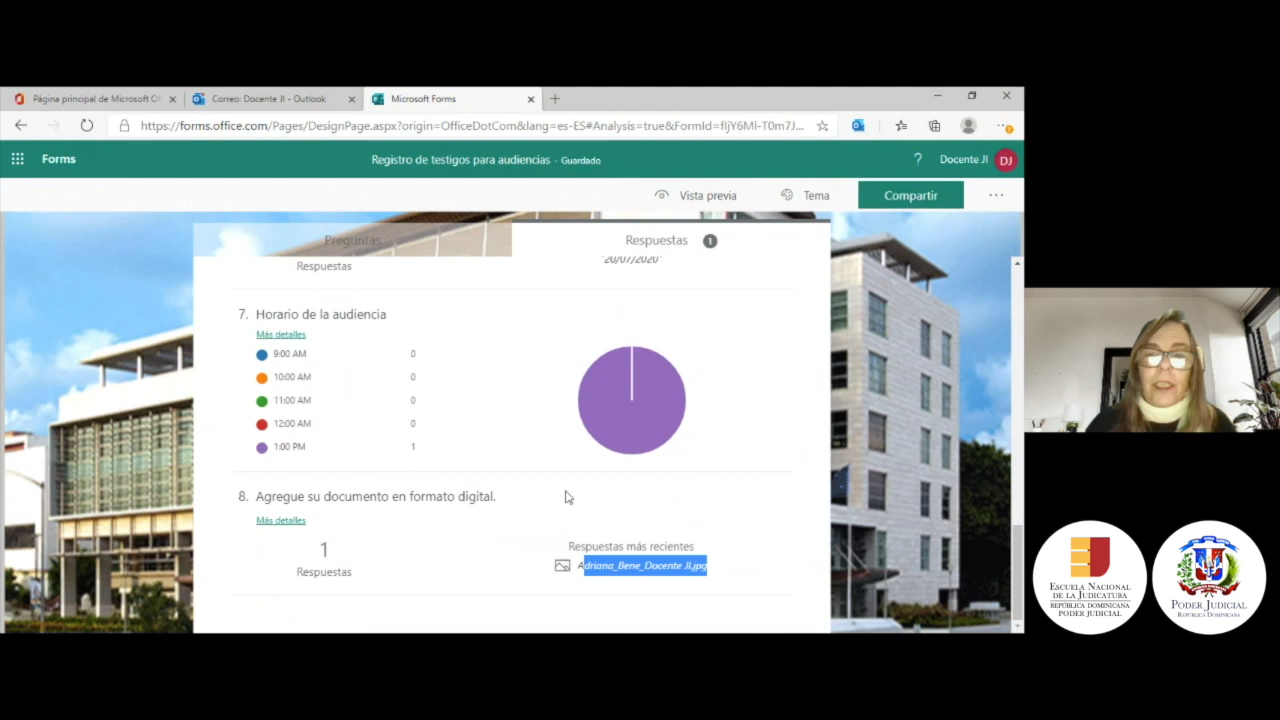 Página principal de Microsoft Of
Correo: Docente JI - Outlook
Microsoft Forms
https://forms.office.com/Pages/DesignPage.aspx?origin=OfficeDotCom&lang=es-ES#Analysis=true&FormId=fIjY6MI-T0m7J...
Forms
Registro de testigos para audiencias - Guardado
?
Docente JI
DJ
Vista previa
Tema
Compartir
Preguntas
Respuestas
1
Respuestas
"20/07/2020"
7. Horario de la audiencia
Más detalles
9:00 AM 0
10:00 AM 0
11:00 AM 0
12:00 AM 0
1:00 PM 1
8. Agregue su documento en formato digital.
Más detalles
1
Respuestas
Respuestas más recientes
Adriana_Bene_Docente JI.jpg
ESCUELA NACIONAL
DE LA JUDICATURA
REPÚBLICA DOMINICANA
PODER JUDICIAL
PODER JUDICIAL
REPÚBLICA DOMINICANA